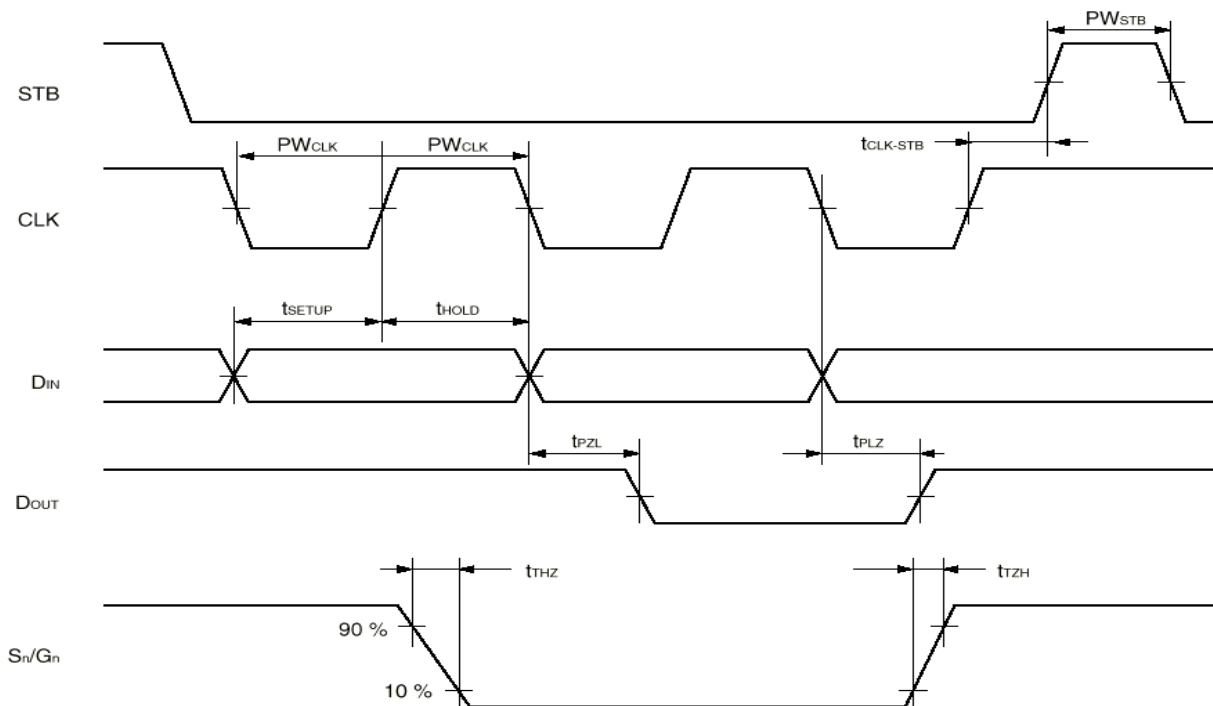 PWSTB
STB
PWCLK PWCLK
tCLK-STB
CLK
tSETUP tHOLD
DIN
tPZL tPLZ
DOUT
tTHZ tTZH
90 %
Sn/Gn
10 %